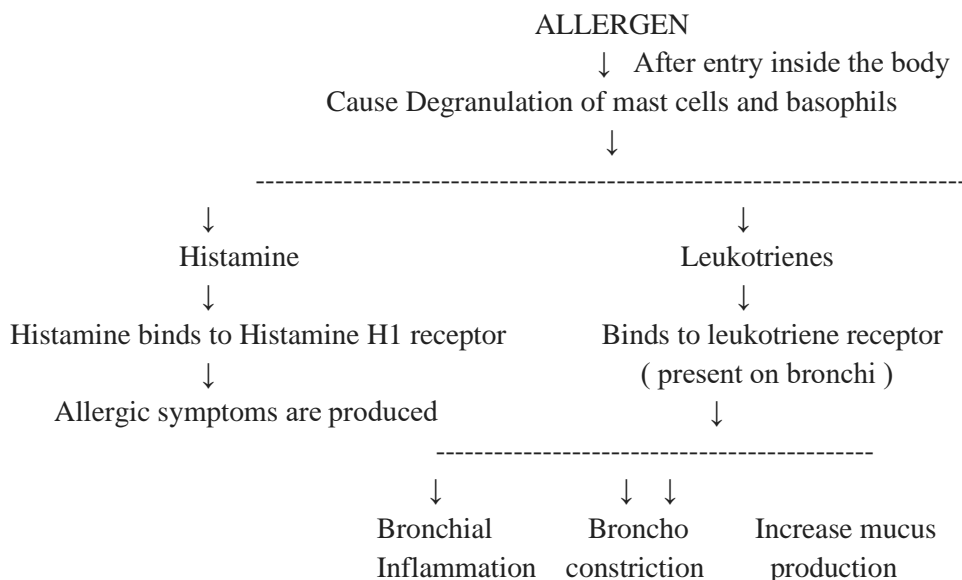 ALLERGEN
↓ After entry inside the body
Cause Degranulation of mast cells and basophils
↓
-------------------------------------------------------------------------
↓ ↓
Histamine Leukotrienes
↓ ↓
Histamine binds to Histamine H1 receptor Binds to leukotriene receptor
↓ ( present on bronchi )
Allergic symptoms are produced ↓
---------------------------------------------
↓ ↓ ↓
Bronchial Broncho Increase mucus
Inflammation constriction production